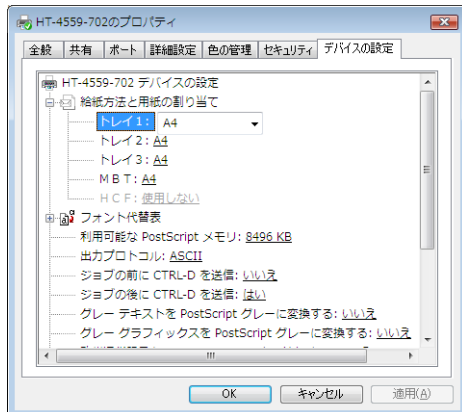 HT-4559-702のプロパティ
全般 共有 ポート 詳細設定 色の管理 セキュリティ デバイスの設定
HT-4559-702 デバイスの設定
給紙方法と用紙の割り当て
トレイ 1: A4
トレイ 2: A4
トレイ 3: A4
M B T: A4
H C F: 使用しない
フォント代替表
利用可能な PostScript メモリ: 8496 KB
出力プロトコル: ASCII
ジョブの前に CTRL-D を送信: いいえ
ジョブの後に CTRL-D を送信: はい
グレー テキストを PostScript グレーに変換する: いいえ
グレー グラフィックスを PostScript グレーに変換する: いいえ
OK キャンセル 適用(A)